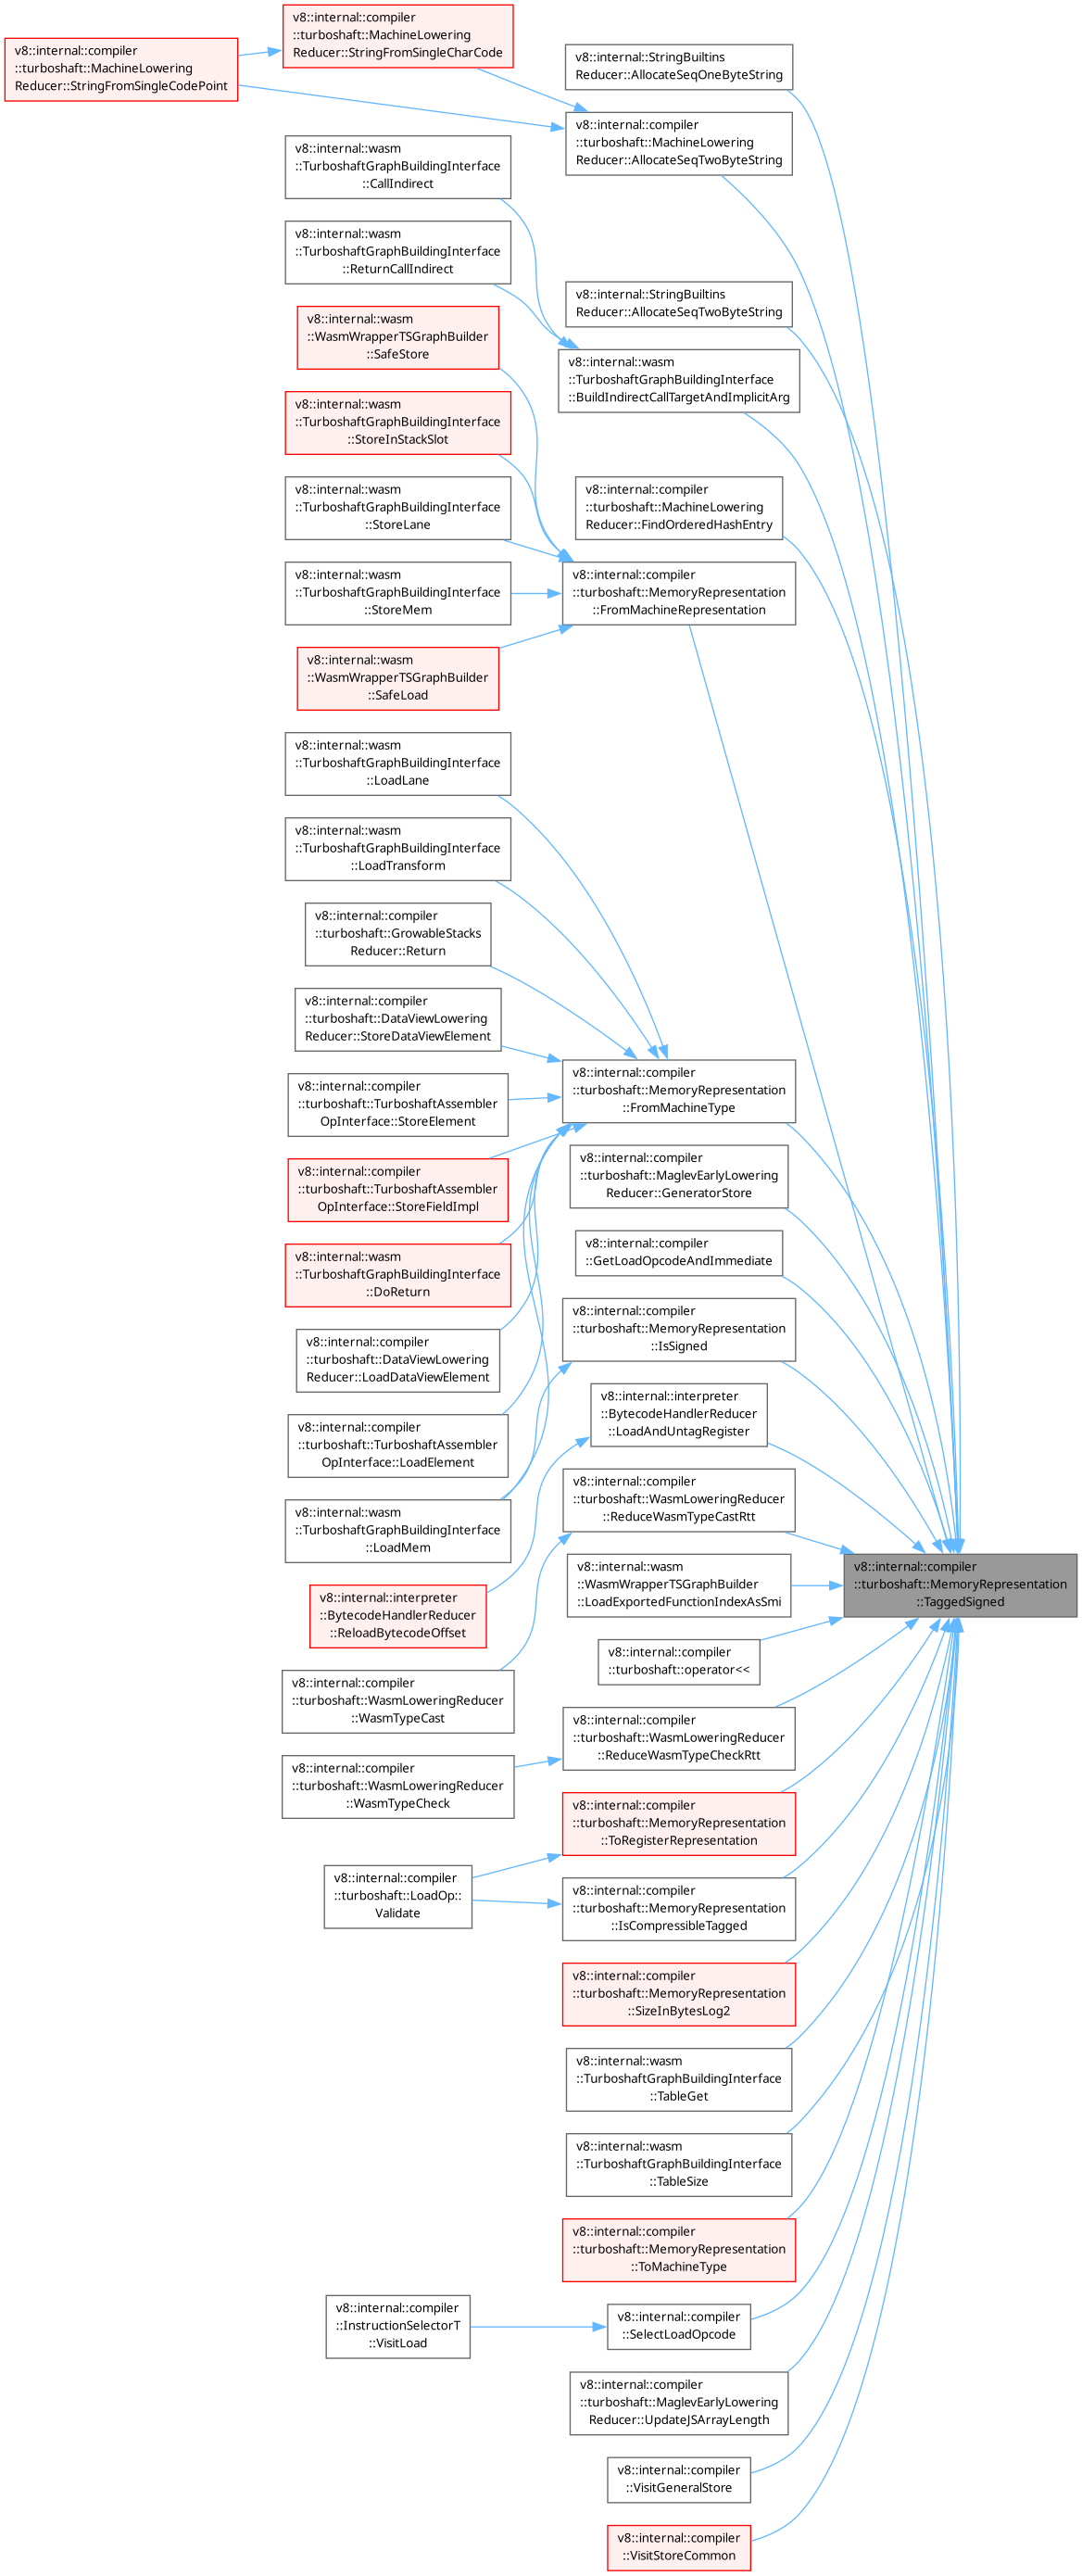 v8::internal::compiler
::turboshaft::MachineLowering
Reducer::StringFromSingleCodePoint
v8::internal::compiler
::turboshaft::MachineLowering
Reducer::StringFromSingleCharCode
v8::internal::wasm
::TurboshaftGraphBuildingInterface
::CallIndirect
v8::internal::wasm
::TurboshaftGraphBuildingInterface
::ReturnCallIndirect
v8::internal::wasm
::WasmWrapperTSGraphBuilder
::SafeStore
v8::internal::wasm
::TurboshaftGraphBuildingInterface
::StoreInStackSlot
v8::internal::wasm
::TurboshaftGraphBuildingInterface
::StoreLane
v8::internal::wasm
::TurboshaftGraphBuildingInterface
::StoreMem
v8::internal::wasm
::WasmWrapperTSGraphBuilder
::SafeLoad
v8::internal::wasm
::TurboshaftGraphBuildingInterface
::LoadLane
v8::internal::wasm
::TurboshaftGraphBuildingInterface
::LoadTransform
v8::internal::compiler
::turboshaft::GrowableStacks
Reducer::Return
v8::internal::compiler
::turboshaft::DataViewLowering
Reducer::StoreDataViewElement
v8::internal::compiler
::turboshaft::TurboshaftAssembler
OpInterface::StoreElement
v8::internal::compiler
::turboshaft::TurboshaftAssembler
OpInterface::StoreFieldImpl
v8::internal::wasm
::TurboshaftGraphBuildingInterface
::DoReturn
v8::internal::compiler
::turboshaft::DataViewLowering
Reducer::LoadDataViewElement
v8::internal::compiler
::turboshaft::TurboshaftAssembler
OpInterface::LoadElement
v8::internal::wasm
::TurboshaftGraphBuildingInterface
::LoadMem
v8::internal::interpreter
::BytecodeHandlerReducer
::ReloadBytecodeOffset
v8::internal::compiler
::turboshaft::WasmLoweringReducer
::WasmTypeCast
v8::internal::compiler
::turboshaft::WasmLoweringReducer
::WasmTypeCheck
v8::internal::compiler
::turboshaft::LoadOp::
Validate
v8::internal::compiler
::InstructionSelectorT
::VisitLoad
v8::internal::StringBuiltins
Reducer::AllocateSeqOneByteString
v8::internal::compiler
::turboshaft::MachineLowering
Reducer::AllocateSeqTwoByteString
v8::internal::StringBuiltins
Reducer::AllocateSeqTwoByteString
v8::internal::wasm
::TurboshaftGraphBuildingInterface
::BuildIndirectCallTargetAndImplicitArg
v8::internal::compiler
::turboshaft::MachineLowering
Reducer::FindOrderedHashEntry
v8::internal::compiler
::turboshaft::MemoryRepresentation
::FromMachineRepresentation
v8::internal::compiler
::turboshaft::MemoryRepresentation
::FromMachineType
v8::internal::compiler
::turboshaft::MaglevEarlyLowering
Reducer::GeneratorStore
v8::internal::compiler
::GetLoadOpcodeAndImmediate
v8::internal::compiler
::turboshaft::MemoryRepresentation
::IsSigned
v8::internal::interpreter
::BytecodeHandlerReducer
::LoadAndUntagRegister
v8::internal::compiler
::turboshaft::WasmLoweringReducer
::ReduceWasmTypeCastRtt
v8::internal::wasm
::WasmWrapperTSGraphBuilder
::LoadExportedFunctionIndexAsSmi
v8::internal::compiler
::turboshaft::operator<<
v8::internal::compiler
::turboshaft::WasmLoweringReducer
::ReduceWasmTypeCheckRtt
v8::internal::compiler
::turboshaft::MemoryRepresentation
::ToRegisterRepresentation
v8::internal::compiler
::turboshaft::MemoryRepresentation
::IsCompressibleTagged
v8::internal::compiler
::turboshaft::MemoryRepresentation
::SizeInBytesLog2
v8::internal::wasm
::TurboshaftGraphBuildingInterface
::TableGet
v8::internal::wasm
::TurboshaftGraphBuildingInterface
::TableSize
v8::internal::compiler
::turboshaft::MemoryRepresentation
::ToMachineType
v8::internal::compiler
::SelectLoadOpcode
v8::internal::compiler
::turboshaft::MaglevEarlyLowering
Reducer::UpdateJSArrayLength
v8::internal::compiler
::VisitGeneralStore
v8::internal::compiler
::VisitStoreCommon
v8::internal::compiler
::turboshaft::MemoryRepresentation
::TaggedSigned